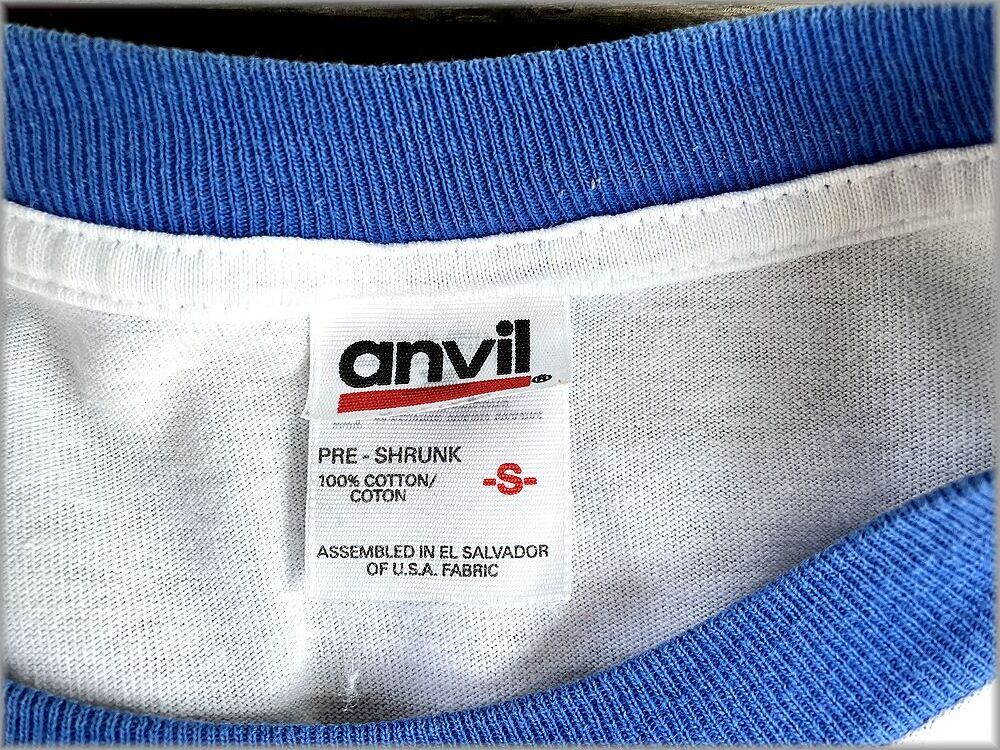 anvil
PRE - SHRUNK
100% COTTON/
COTON
-S-
ASSEMBLED IN EL SALVADOR
OF U.S.A. FABRIC